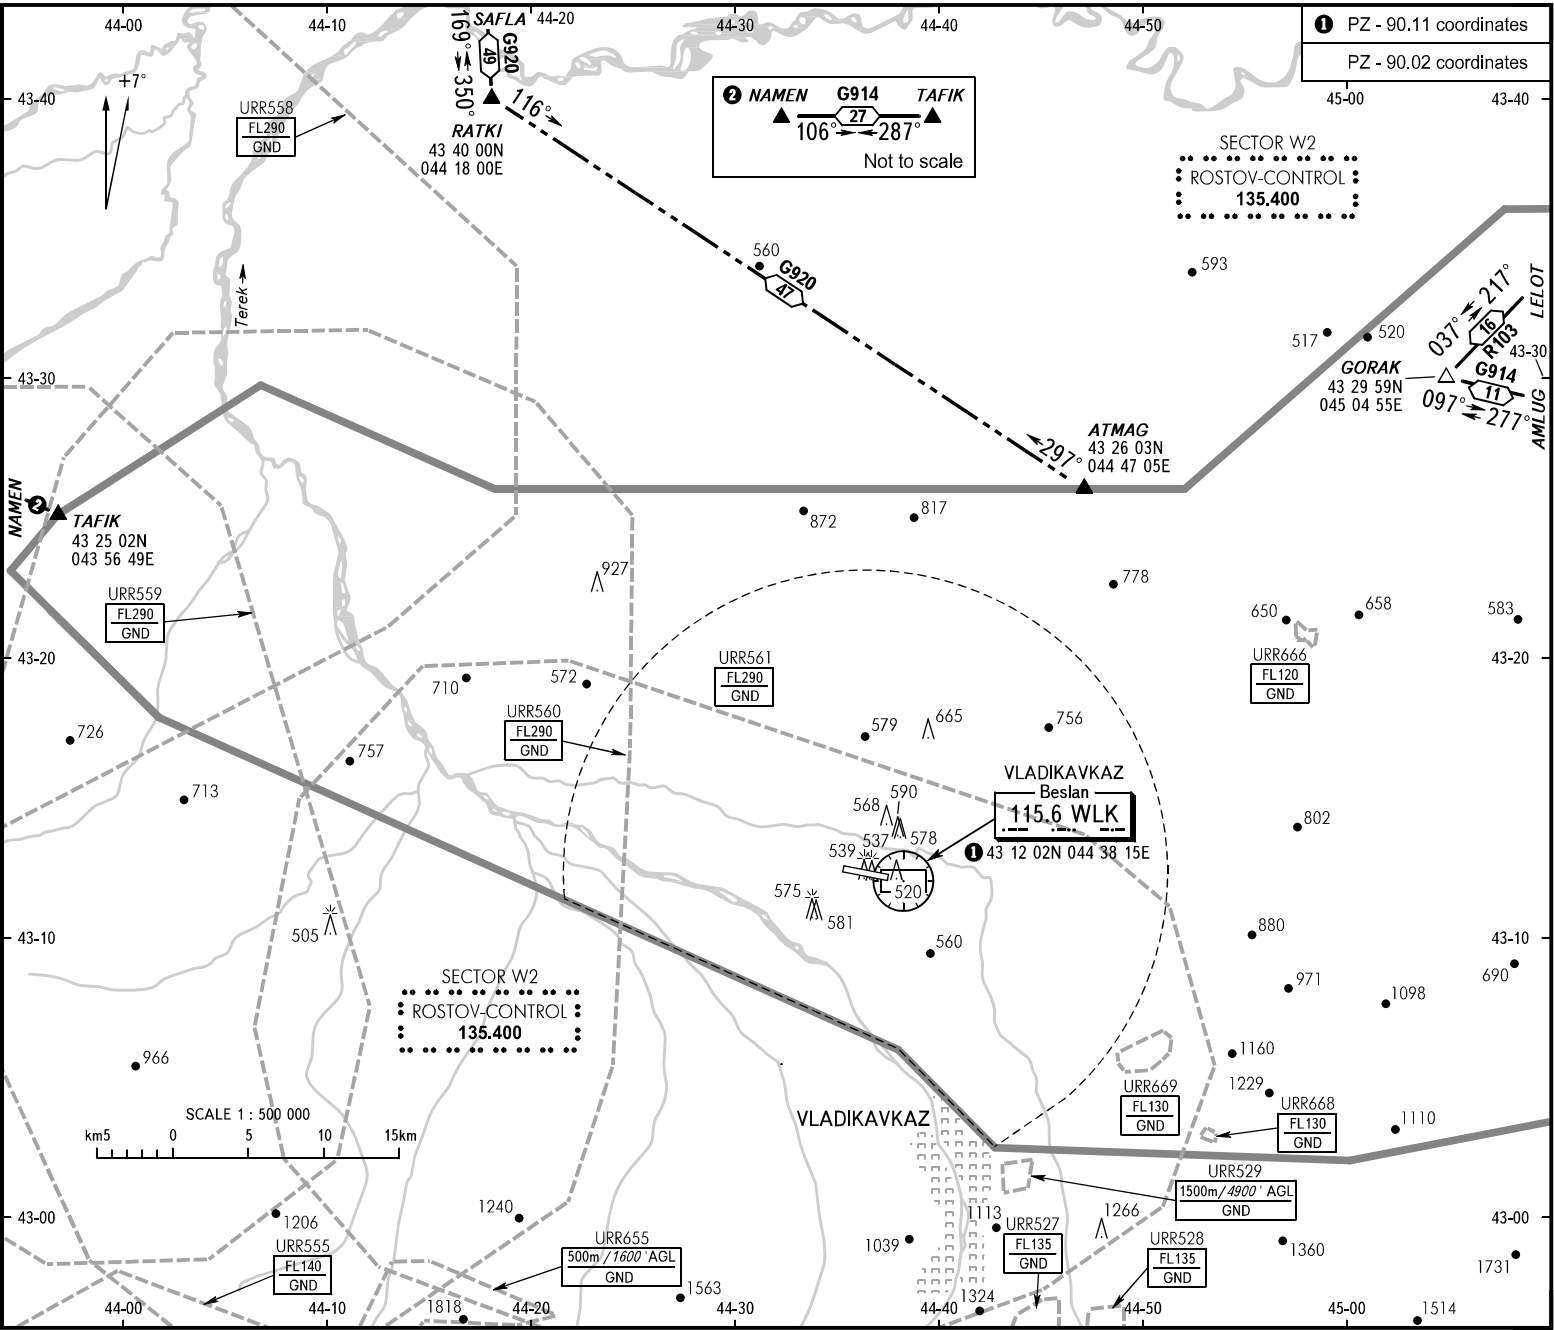 44-00
44-10
SAFLA
44-20
44-30
44-40
44-50
❶ PZ - 90.11 coordinates
PZ - 90.02 coordinates
45-00
43-40
43-40
+7°
169°
350°
49
G920
116°
RATKI
43 40 00N
044 18 00E
URR558
FL290
GND
❷ NAMEN G914 TAFIK
27
106° 287°
Not to scale
SECTOR W2
ROSTOV-CONTROL
135.400
560
G920
47
593
Terek
517
520
217°
037°
16
R103
LELOT
43-30
43-30
GORAK
43 29 59N
045 04 55E
G914
11
097°
277°
AMLUG
ATMAG
43 26 03N
044 47 05E
297°
NAMEN
❷
TAFIK
43 25 02N
043 56 49E
872
817
927
778
URR559
FL290
GND
650
658
583
43-20
43-20
URR666
FL120
GND
710
572
URR561
FL290
GND
URR560
FL290
GND
726
757
579
665
756
713
VLADIKAVKAZ
Beslan
115.6 WLK
❶ 43 12 02N 044 38 15E
568
590
578
537
539
520
802
575
581
505
560
880
43-10
43-10
690
971
1098
SECTOR W2
ROSTOV-CONTROL
135.400
966
1160
1229
URR669
FL130
GND
URR668
FL130
GND
1110
SCALE 1 : 500 000
km5 0 5 10 15km
VLADIKAVKAZ
URR529
1500m/4900' AGL
GND
43-00
43-00
1206
1240
1113
1266
1039
1360
1731
URR555
FL140
GND
URR655
500m/1600' AGL
GND
URR527
FL135
GND
URR528
FL135
GND
1563
1324
1818
1514
44-00
44-10
44-20
44-30
44-40
44-50
45-00